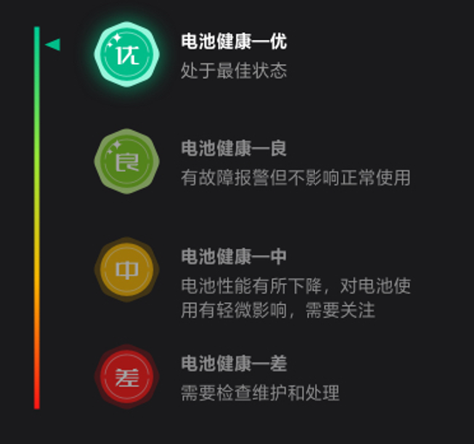 优
电池健康—优
处于最佳状态
良
电池健康—良
有故障报警但不影响正常使用
中
电池健康—中
电池性能有所下降，对电池使
用有轻微影响，需要关注
差
电池健康—差
需要检查维护和处理